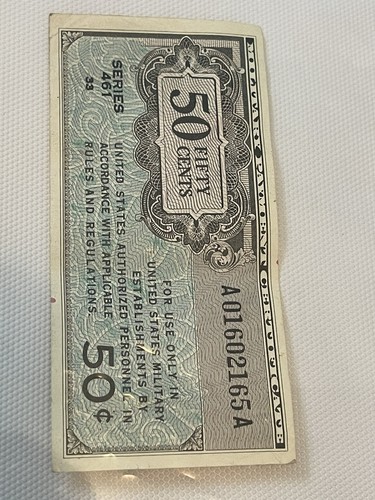 MILITARY PAYMENT CERTIFICATE
50 FIFTY
CENTS
A01602165A
SERIES
461
33
FOR USE ONLY IN
UNITED STATES MILITARY
ESTABLISHMENTS BY
UNITED STATES AUTHORIZED PERSONNEL IN
ACCORDANCE WITH APPLICABLE
RULES AND REGULATIONS.
50¢